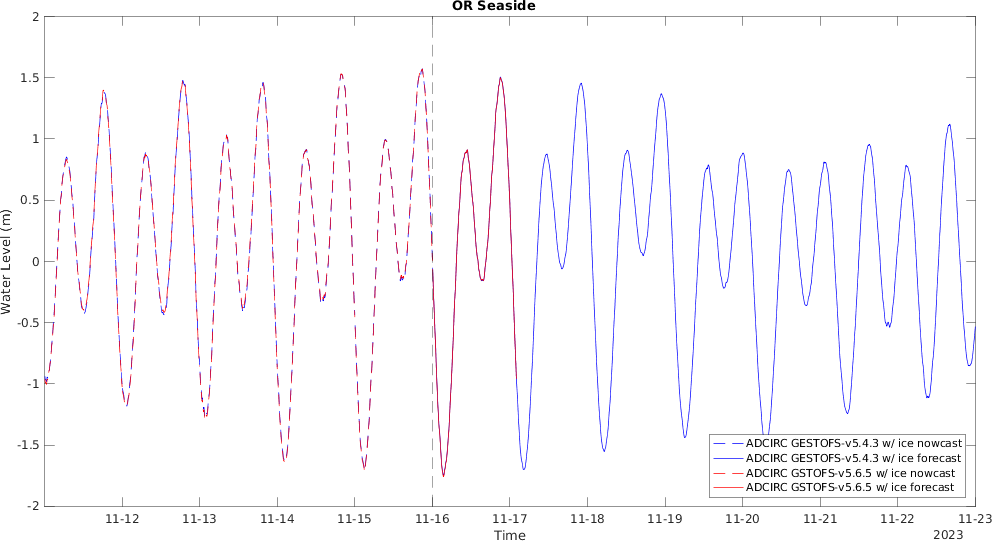 OR Seaside
2
1.5
1
0.5
0
-0.5
-1
-1.5
-2
Water Level (m)
ADCIRC GESTOFS-v5.4.3 w/ ice nowcast
ADCIRC GESTOFS-v5.4.3 w/ ice forecast
ADCIRC GSTOFS-v5.6.5 w/ ice nowcast
ADCIRC GSTOFS-v5.6.5 w/ ice forecast
11-12 11-13 11-14 11-15 11-16 11-17 11-18 11-19 11-20 11-21 11-22 11-23
Time
2023